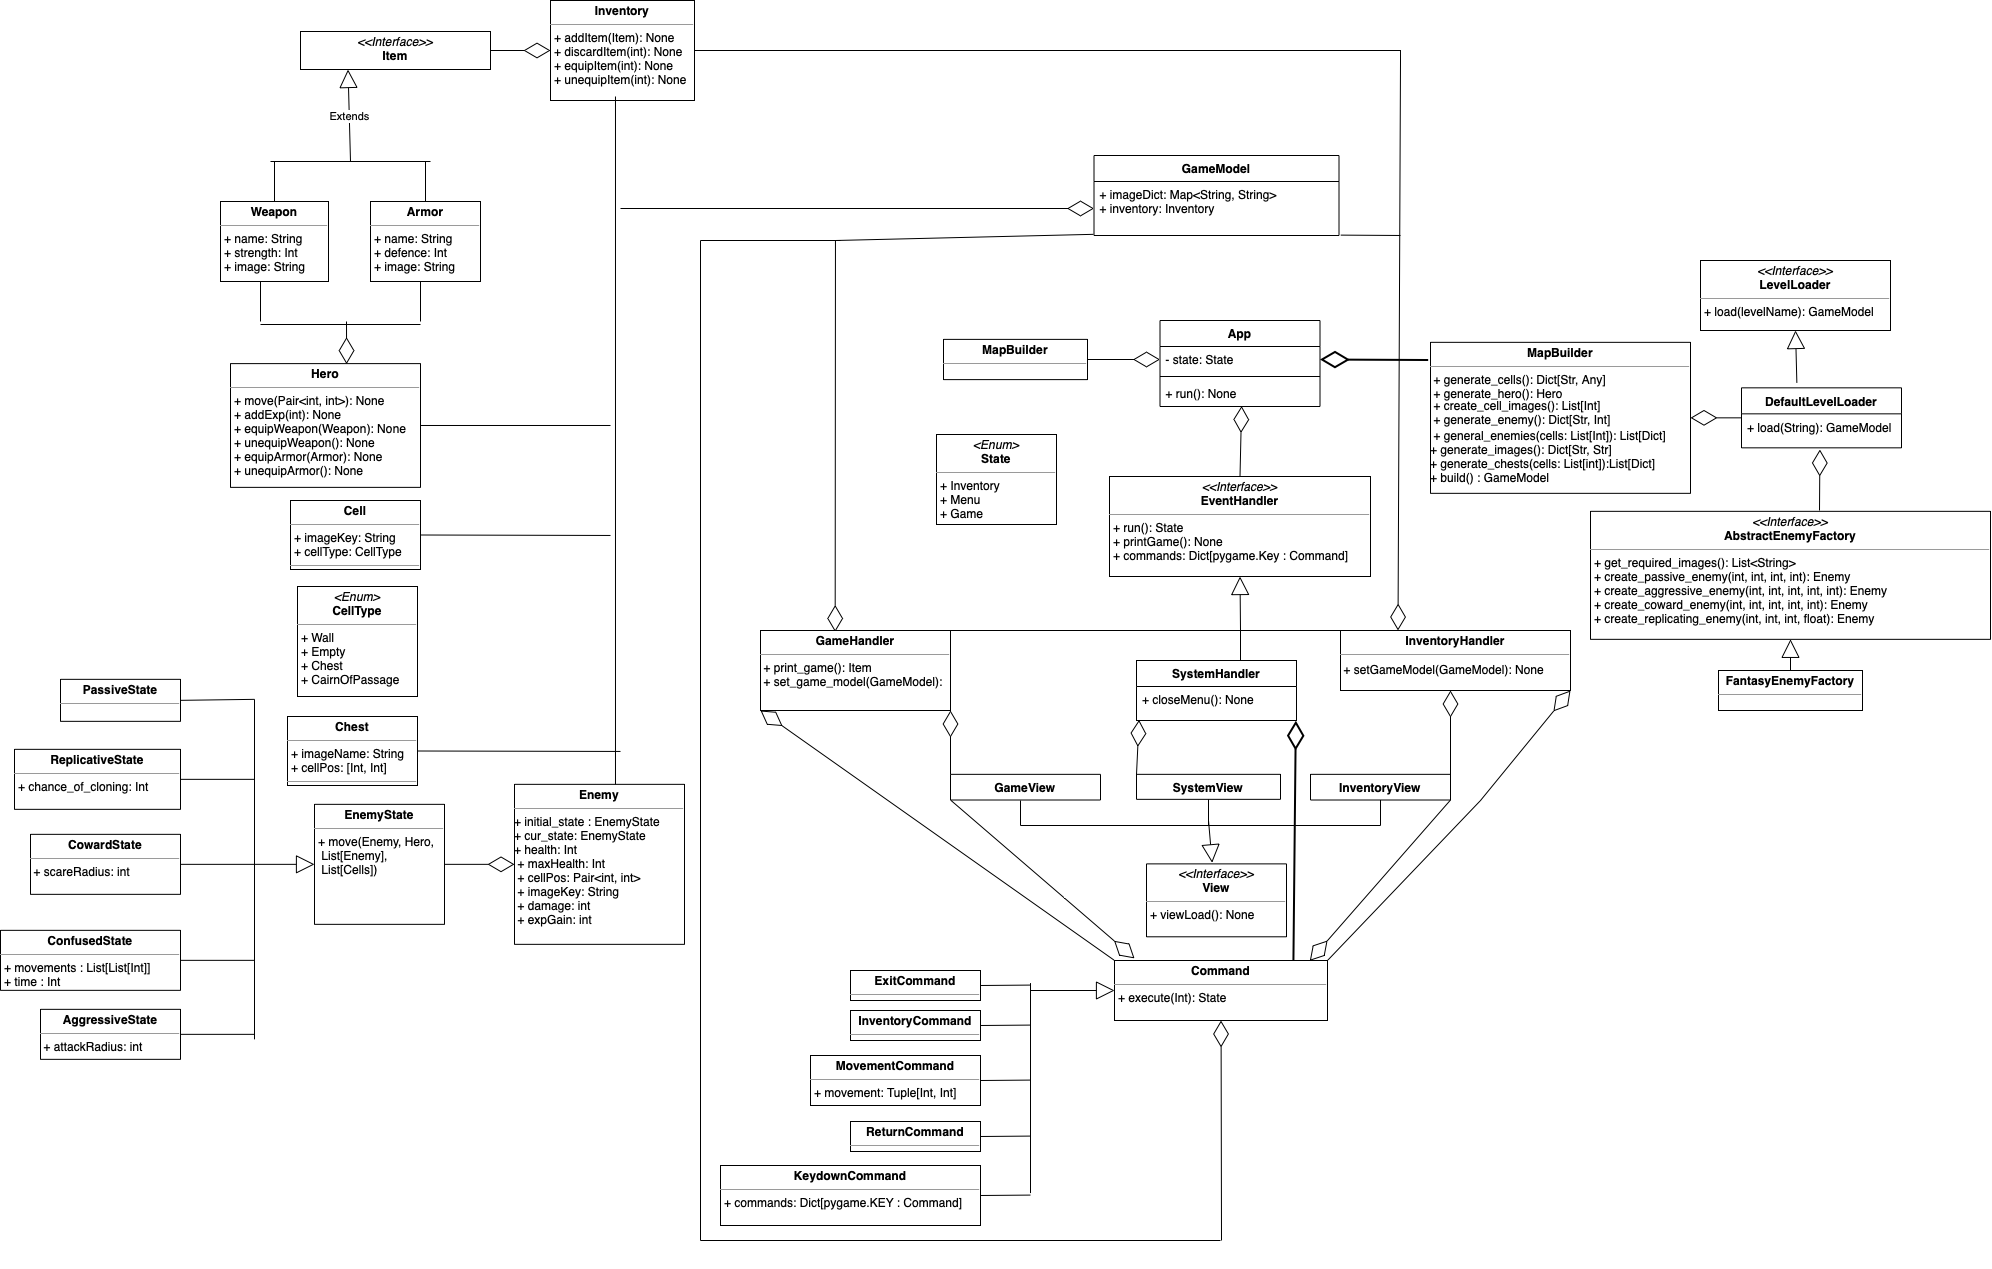 Inventory
+ addItem(Item): None
+ discardItem(int): None
+ equipItem(int): None
+ unequipItem(int): None
<<Interface>>
Item
Extends
GameModel
+ imageDict: Map<String, String>
+ inventory: Inventory
Weapon
+ name: String
+ strength: Int
+ image: String
Armor
+ name: String
+ defence: Int
+ image: String
<<Interface>>
LevelLoader
+ load(levelName): GameModel
App
- state: State
+ run(): None
MapBuilder
MapBuilder
+ generate_cells(): Dict[Str, Any]
+ generate_hero(): Hero
+ create_cell_images(): List[Int]
+ generate_enemy(): Dict[Str, Int]
+ general_enemies(cells: List[Int]): List[Dict]
+ generate_images(): Dict[Str, Str]
+ generate_chests(cells: List[int]):List[Dict]
+ build() : GameModel
Hero
+ move(Pair<int, int>): None
+ addExp(int): None
+ equipWeapon(Weapon): None
+ unequipWeapon(): None
+ equipArmor(Armor): None
+ unequipArmor(): None
DefaultLevelLoader
+ load(String): GameModel
<Enum>
State
+ Inventory
+ Menu
+ Game
<<Interface>>
EventHandler
+ run(): State
+ printGame(): None
+ commands: Dict[pygame.Key : Command]
Cell
+ imageKey: String
+ cellType: CellType
<<Interface>>
AbstractEnemyFactory
+ get_required_images(): List<String>
+ create_passive_enemy(int, int, int, int): Enemy
+ create_aggressive_enemy(int, int, int, int, int): Enemy
+ create_coward_enemy(int, int, int, int, int): Enemy
+ create_replicating_enemy(int, int, int, float): Enemy
<Enum>
CellType
+ Wall
+ Empty
+ Chest
+ CairnOfPassage
GameHandler
+ print_game(): Item
+ set_game_model(GameModel):
SystemHandler
+ closeMenu(): None
InventoryHandler
+ setGameModel(GameModel): None
FantasyEnemyFactory
PassiveState
Chest
+ imageName: String
+ cellPos: [Int, Int]
ReplicativeState
+ chance_of_cloning: Int
GameView
SystemView
InventoryView
EnemyState
+ move(Enemy, Hero,
List[Enemy],
List[Cells])
Enemy
+ initial_state : EnemyState
+ cur_state: EnemyState
+ health: Int
+ maxHealth: Int
+ cellPos: Pair<int, int>
+ imageKey: String
+ damage: int
+ expGain: int
CowardState
+ scareRadius: int
<<Interface>>
View
+ viewLoad(): None
ConfusedState
+ movements : List[List[Int]]
+ time : Int
AggressiveState
+ attackRadius: int
Command
+ execute(Int): State
ExitCommand
InventoryCommand
MovementCommand
+ movement: Tuple[Int, Int]
ReturnCommand
KeydownCommand
+ commands: Dict[pygame.KEY : Command]